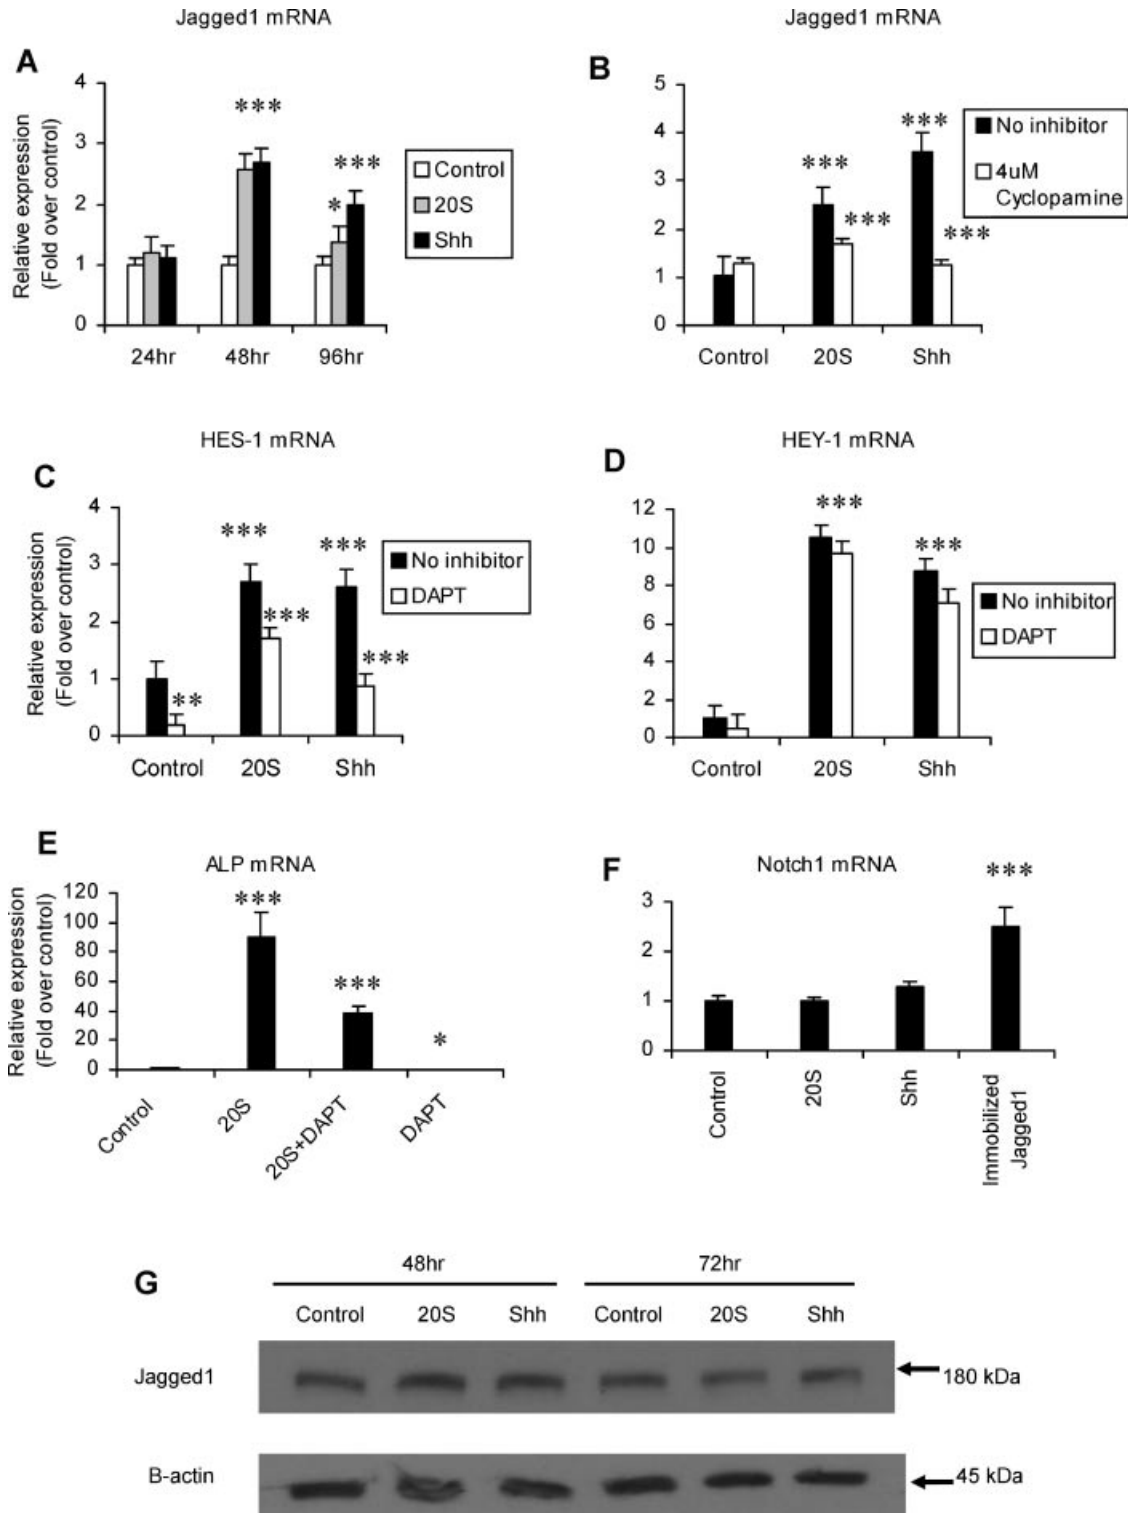 Jagged1 mRNA
Jagged1 mRNA
A
B
Relative expression
(Fold over control)
4
3
2
1
0
***
*
***
Control
20S
Shh
24hr 48hr 96hr
5
4
3
2
1
0
***
***
***
***
No inhibitor
4uM
Cyclopamine
Control 20S Shh
HES-1 mRNA
HEY-1 mRNA
C
D
Relative expression
(Fold over control)
4
3
2
1
0
**
***
***
***
***
No inhibitor
DAPT
Control 20S Shh
12
10
8
6
4
2
0
***
***
No inhibitor
DAPT
Control 20S Shh
E
ALP mRNA
Relative expression
(Fold over control)
120
100
80
60
40
20
0
***
***
*
Control
20S
20S+DAPT
DAPT
F
Notch1 mRNA
3
2
1
0
***
Control
20S
Shh
Immobilized
Jagged1
G
48hr 72hr
Control 20S Shh Control 20S Shh
Jagged1
180 kDa
B-actin
45 kDa